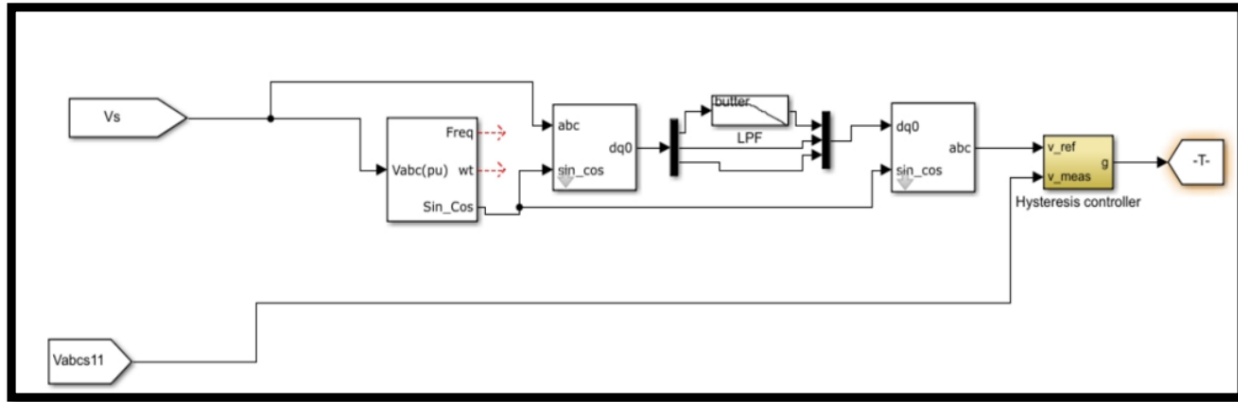 Vs
Freq
Vabc(pu)
wt
Sin_Cos
abc
dq0
sin_cos
butter
LPF
dq0
abc
sin_cos
v_ref
g
v_meas
Hysteresis controller
-T-
Vabcs11